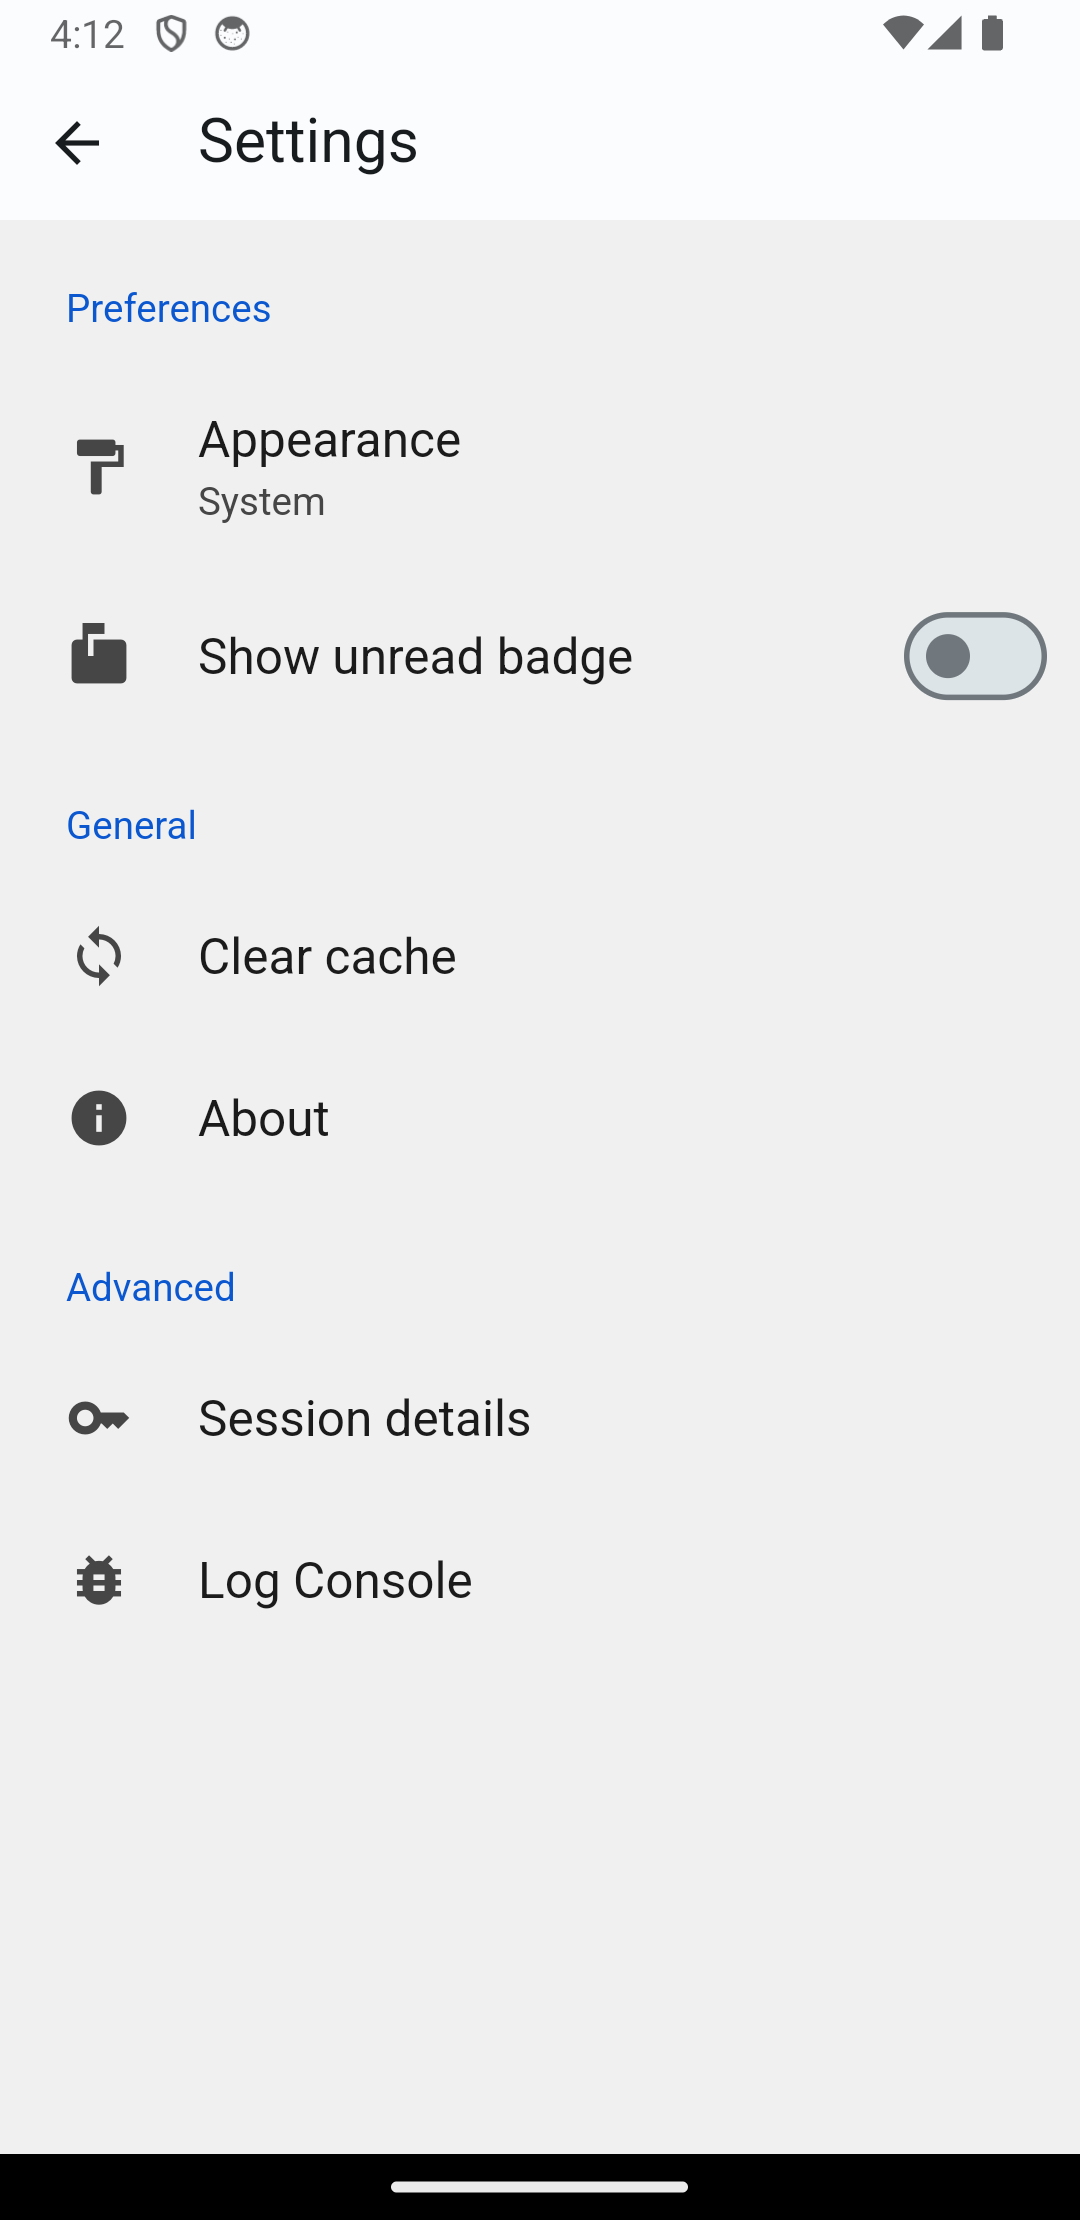 4:12
Settings
Preferences
Appearance
System
Show unread badge
General
Clear cache
About
Advanced
Session details
Log Console